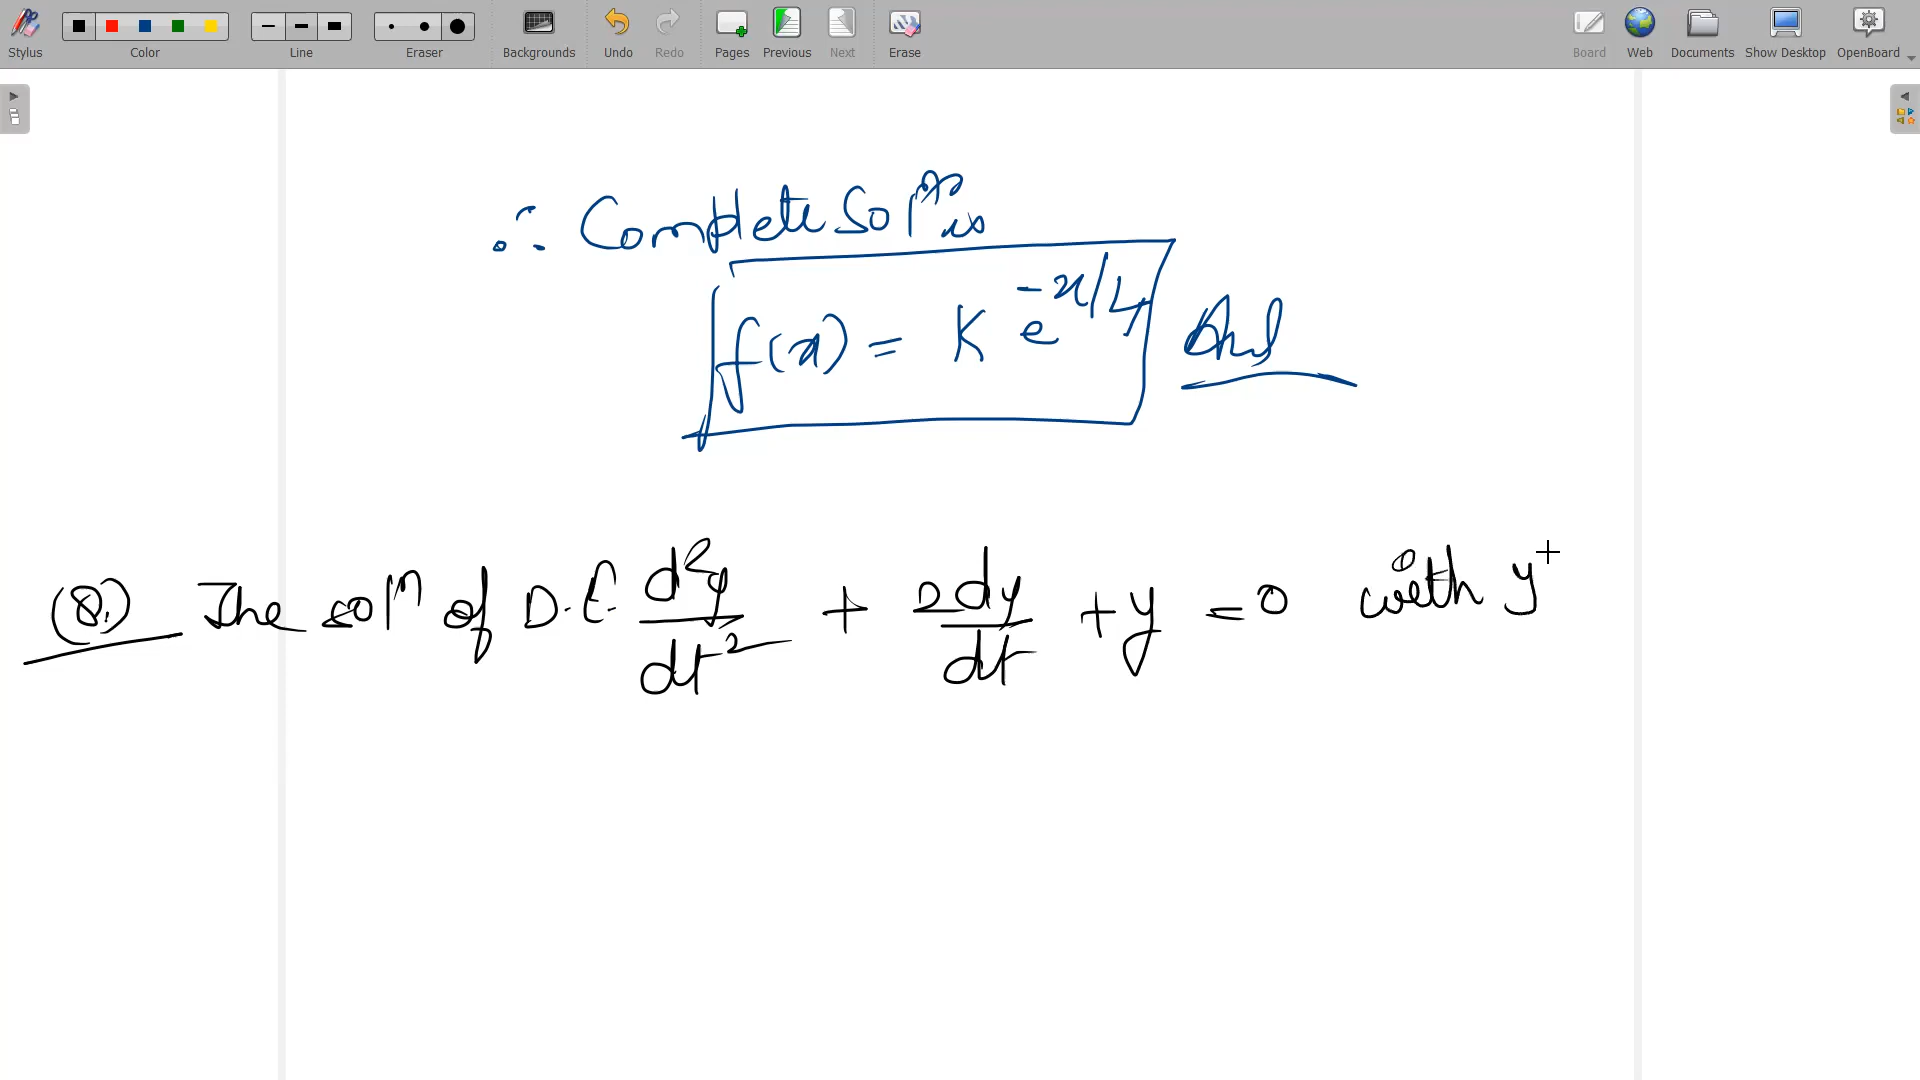 Stylus Color Line Eraser Backgrounds Undo Redo Pages Previous Next Erase Board Web Documents Show Desktop OpenBoard
∴ Complete Solⁿ is
f(x) = K e^{-x/L} Ans
(8.) The solⁿ of D.E. d²y/dt² + 2dy/dt + y = 0 with y